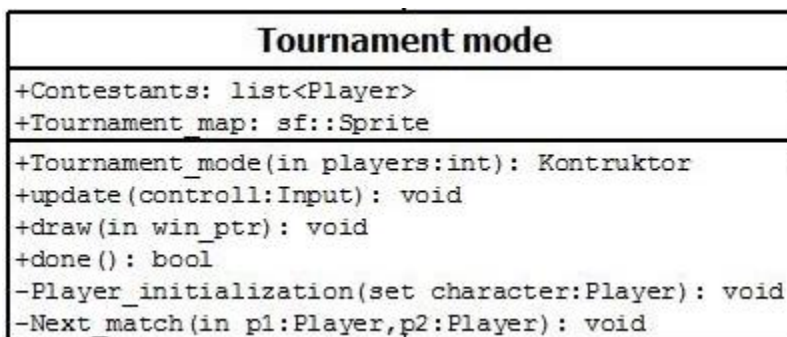 Tournament mode
+Contestants: list<Player>
+Tournament_map: sf::Sprite
+Tournament_mode(in players:int): Kontruktor
+update(controll:Input): void
+draw(in win_ptr): void
+done(): bool
-Player_initialization(set character:Player): void
-Next_match(in p1:Player,p2:Player): void